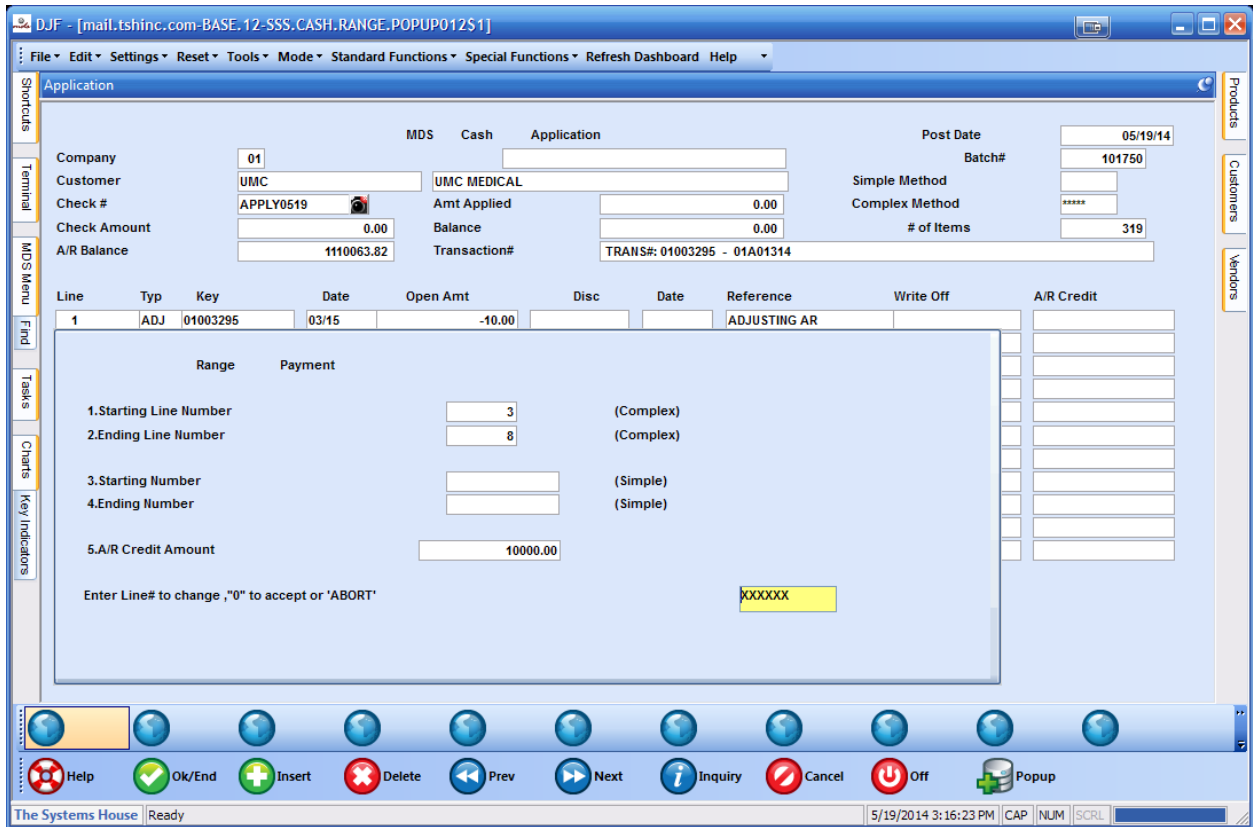 DJF - [mail.tshinc.com-BASE.12-SSS.CASH.RANGE.POPUP012S1]
File Edit Settings Reset Tools Mode Standard Functions Special Functions Refresh Dashboard Help
Application
Shortcuts
Terminal
MDS Menu
Find
Tasks
Charts
Key Indicators
Products
Customers
Vendors
MDS Cash Application Post Date 05/19/14
Company 01 Batch# 101750
Customer UMC UMC MEDICAL Simple Method
Check # APPLY0519 Amt Applied 0.00 Complex Method *****
Check Amount 0.00 Balance 0.00 # of Items 319
A/R Balance 1110063.82 Transaction# TRANS#: 01003295 - 01A01314
Line Typ Key Date Open Amt Disc Date Reference Write Off A/R Credit
1 ADJ 01003295 03/15 -10.00 ADJUSTING AR
Range Payment
1.Starting Line Number 3 (Complex)
2.Ending Line Number 8 (Complex)
3.Starting Number (Simple)
4.Ending Number (Simple)
5.A/R Credit Amount 10000.00
Enter Line# to change ,"0" to accept or 'ABORT' XXXXXX
Help Ok/End Insert Delete Prev Next Inquiry Cancel Off Popup
The Systems House Ready 5/19/2014 3:16:23 PM CAP NUM SCRL